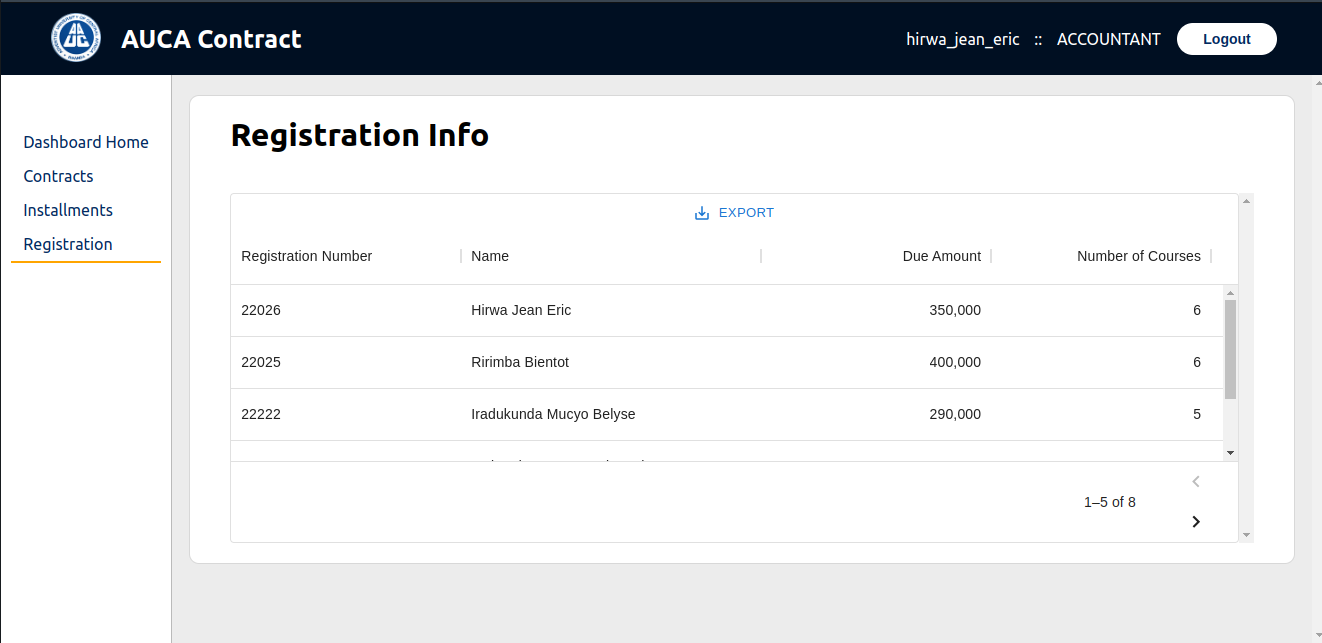 AUCA Contract
hirwa_jean_eric :: ACCOUNTANT Logout
Dashboard Home
Contracts
Installments
Registration
Registration Info
EXPORT
Registration Number Name Due Amount Number of Courses
22026 Hirwa Jean Eric 350,000 6
22025 Ririmba Bientot 400,000 6
22222 Iradukunda Mucyo Belyse 290,000 5
1–5 of 8